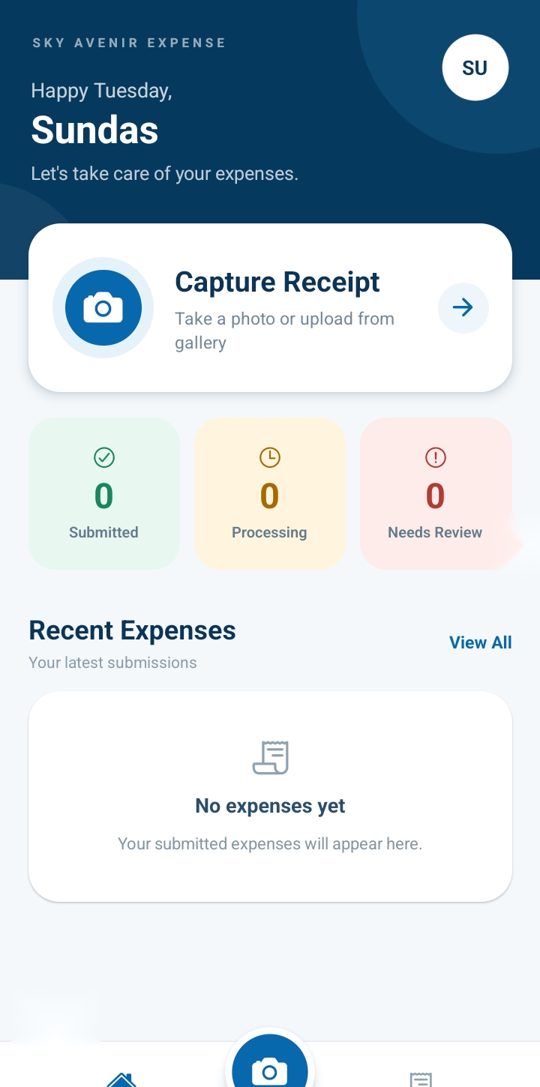 SKY AVENIR EXPENSE
SU
Happy Tuesday,
Sundas
Let's take care of your expenses.
Capture Receipt
Take a photo or upload from
gallery
0
Submitted
0
Processing
0
Needs Review
Recent Expenses
View All
Your latest submissions
No expenses yet
Your submitted expenses will appear here.